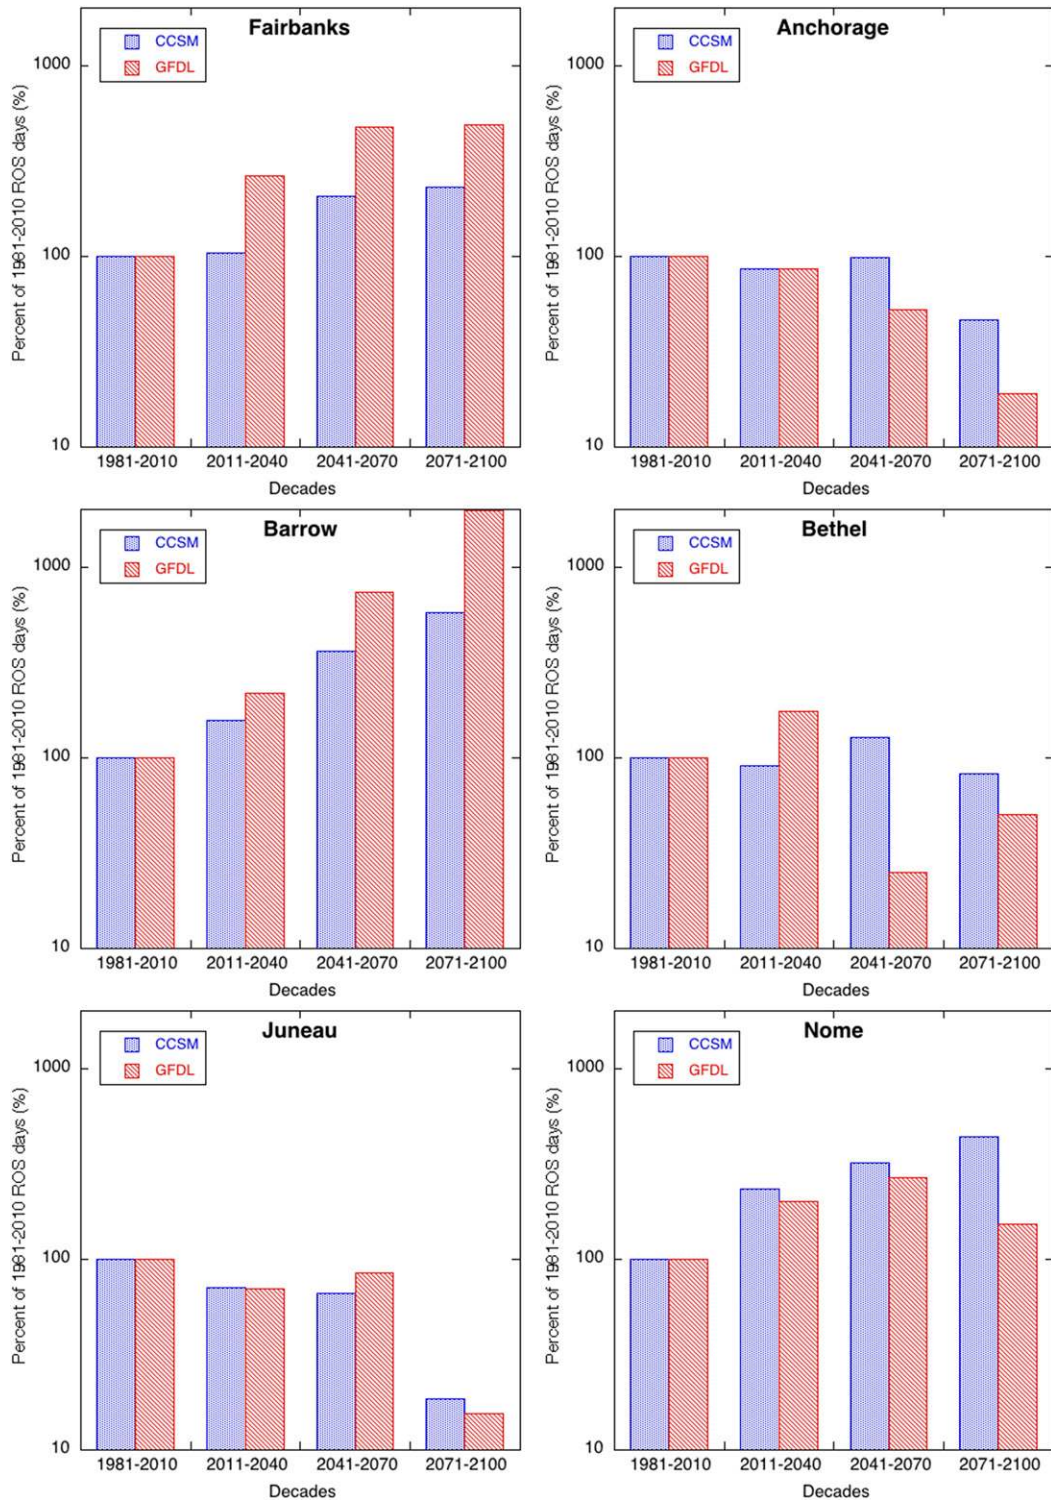 Fairbanks
CCSM
GFDL
Percent of 1981-2010 ROS days (%)
1000
100
10
1981-2010 2011-2040 2041-2070 2071-2100
Decades
Anchorage
CCSM
GFDL
Percent of 1981-2010 ROS days (%)
1000
100
10
1981-2010 2011-2040 2041-2070 2071-2100
Decades
Barrow
CCSM
GFDL
Percent of 1981-2010 ROS days (%)
1000
100
10
1981-2010 2011-2040 2041-2070 2071-2100
Decades
Bethel
CCSM
GFDL
Percent of 1981-2010 ROS days (%)
1000
100
10
1981-2010 2011-2040 2041-2070 2071-2100
Decades
Juneau
CCSM
GFDL
Percent of 1981-2010 ROS days (%)
1000
100
10
1981-2010 2011-2040 2041-2070 2071-2100
Decades
Nome
CCSM
GFDL
Percent of 1981-2010 ROS days (%)
1000
100
10
1981-2010 2011-2040 2041-2070 2071-2100
Decades